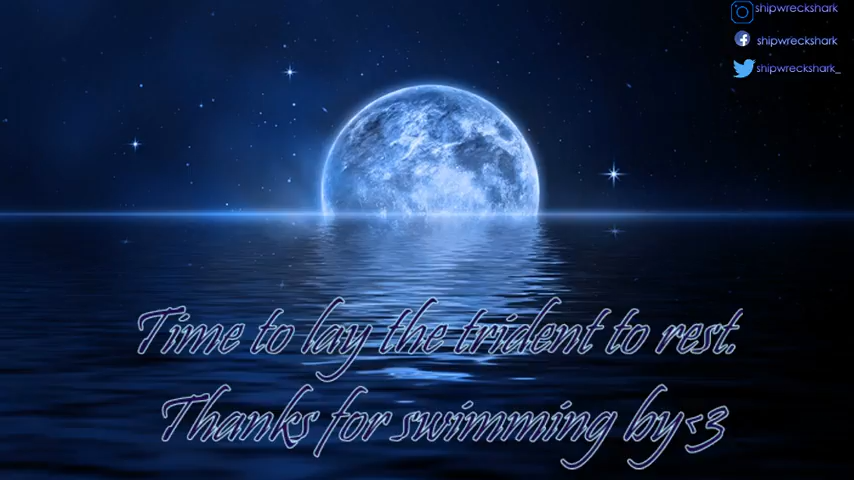 shipwreckshark
shipwreckshark
shipwreckshark_
Time to lay the trident to rest.
Thanks for swimming by<3